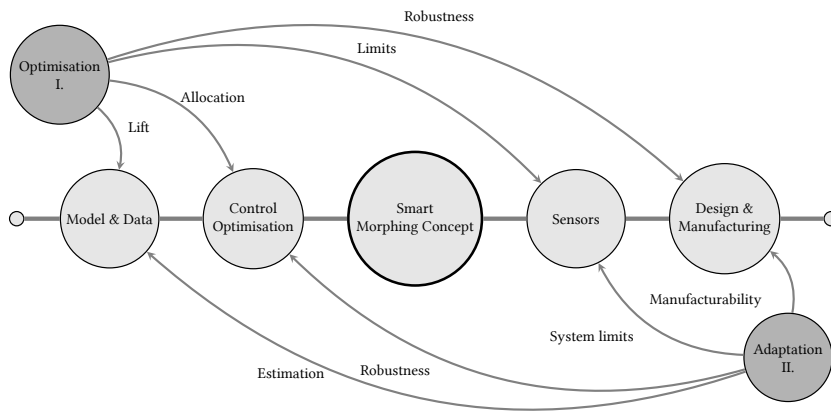 Robustness
Optimisation
I.
Limits
Allocation
Lift
Model & Data
Control
Optimisation
Smart
Morphing Concept
Sensors
Design &
Manufacturing
Manufacturability
System limits
Adaptation
II.
Estimation
Robustness